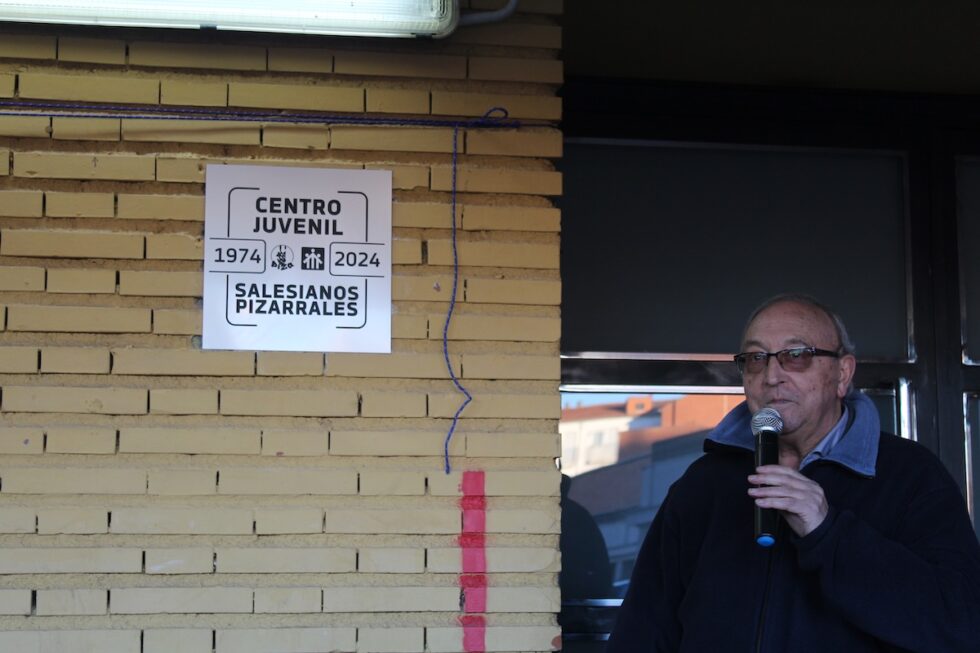 CENTRO
JUVENIL
1974 2024
SALESIANOS
PIZARRALES